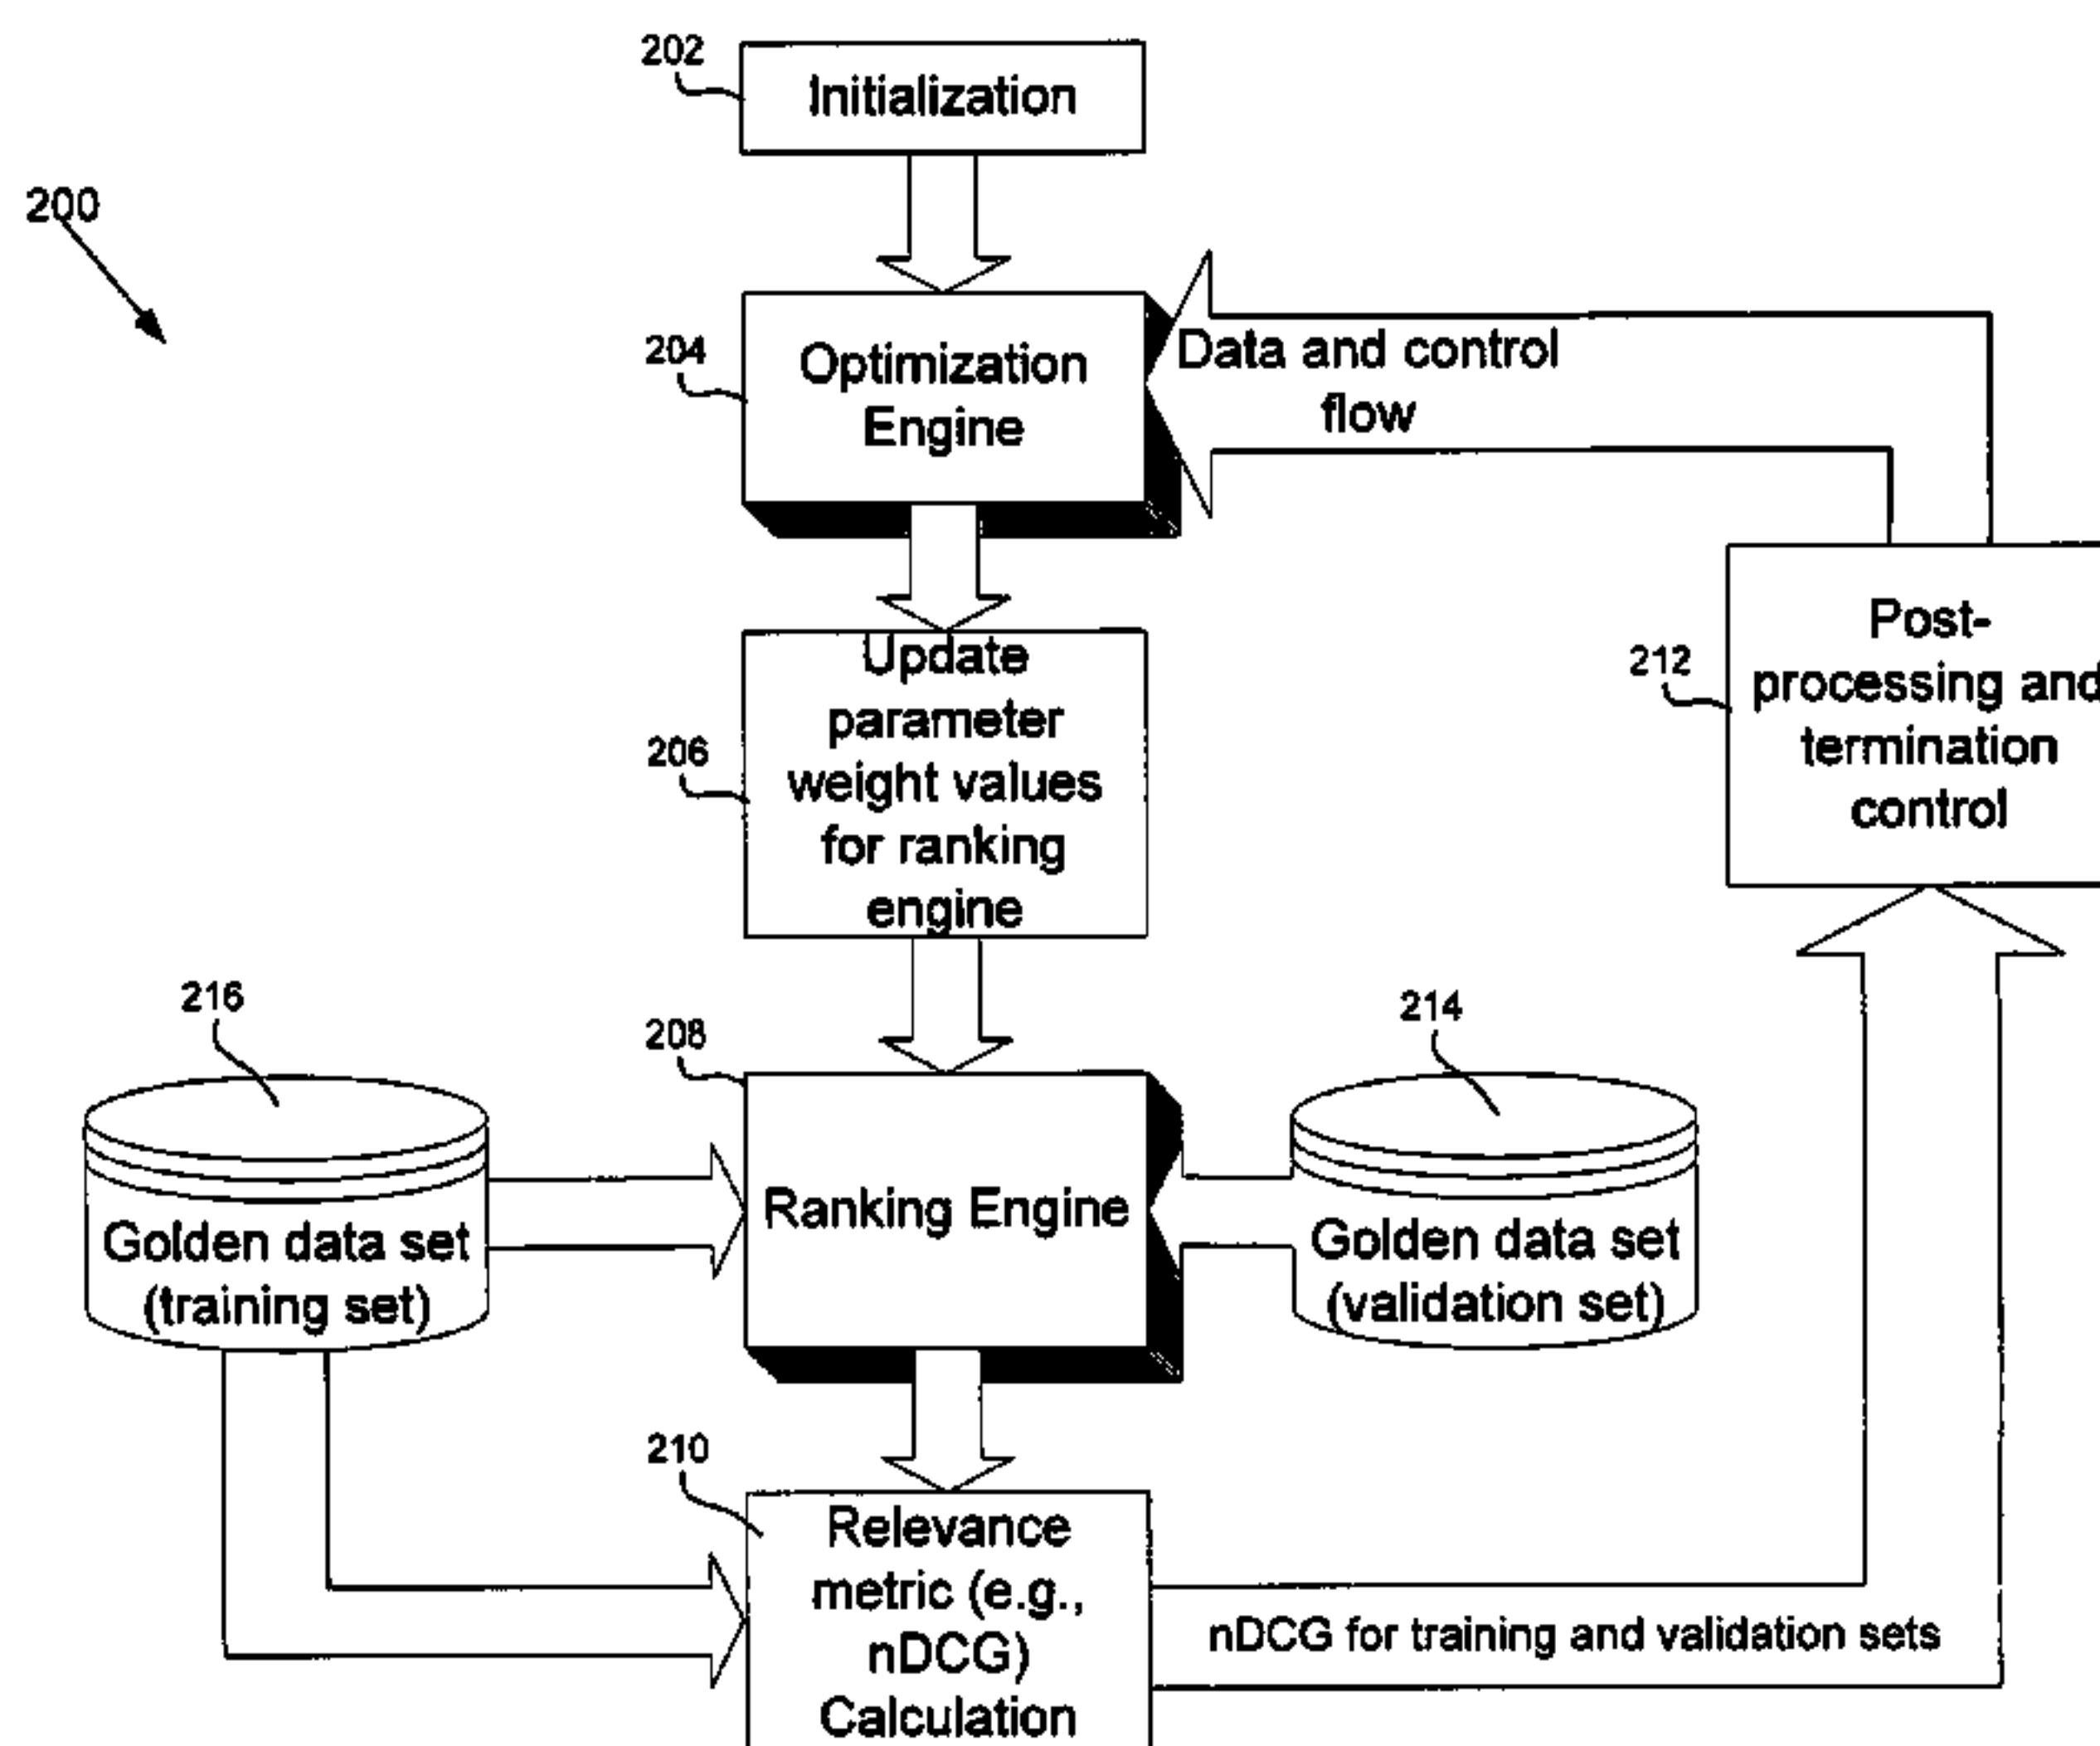 202
Initialization
200
204
Optimization
Engine
Data and control
flow
206
Update
parameter
weight values
for ranking
engine
212
Post-
processing and
termination
control
216
Golden data set
(training set)
208
Ranking Engine
214
Golden data set
(validation set)
210
Relevance
metric (e.g.,
nDCG)
Calculation
nDCG for training and validation sets